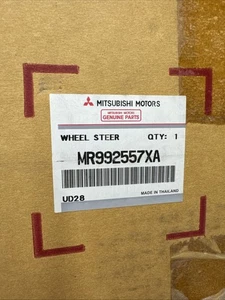 MITSUBISHI MOTORS
MITSUBISHI MOTORS
GENUINE PARTS
WHEEL STEER QTY: 1
MR992557XA
MADE IN THAILAND
UD28